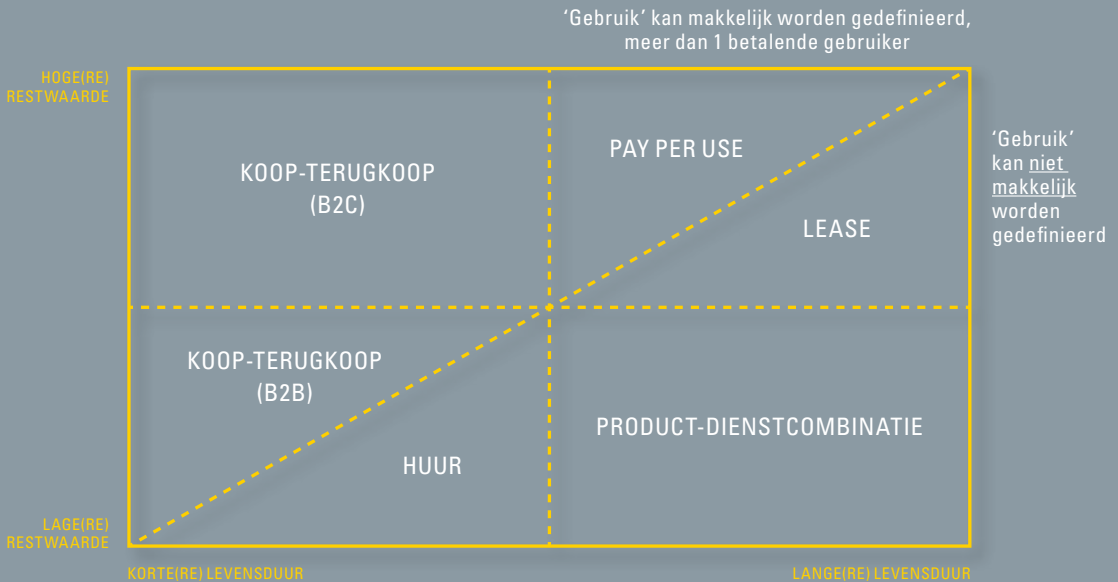 ‘Gebruik’ kan makkelijk worden gedefinieerd,
meer dan 1 betalende gebruiker
HOGE(RE)
RESTWAARDE
KOOP-TERUGKOOP
(B2C)
PAY PER USE
LEASE
‘Gebruik’
kan niet
makkelijk
worden
gedefinieerd
KOOP-TERUGKOOP
(B2B)
HUUR
PRODUCT-DIENSTCOMBINATIE
LAGE(RE)
RESTWAARDE
KORTE(RE) LEVENSDUUR
LANGE(RE) LEVENSDUUR